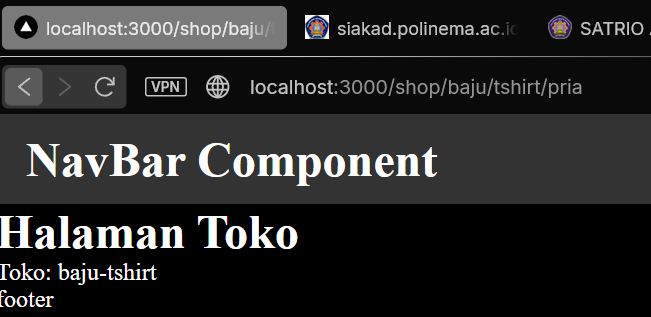 localhost:3000/shop/baju/
siakad.polinema.ac.id
SATRIO
VPN
localhost:3000/shop/baju/tshirt/pria
NavBar Component
Halaman Toko
Toko: baju-tshirt
footer